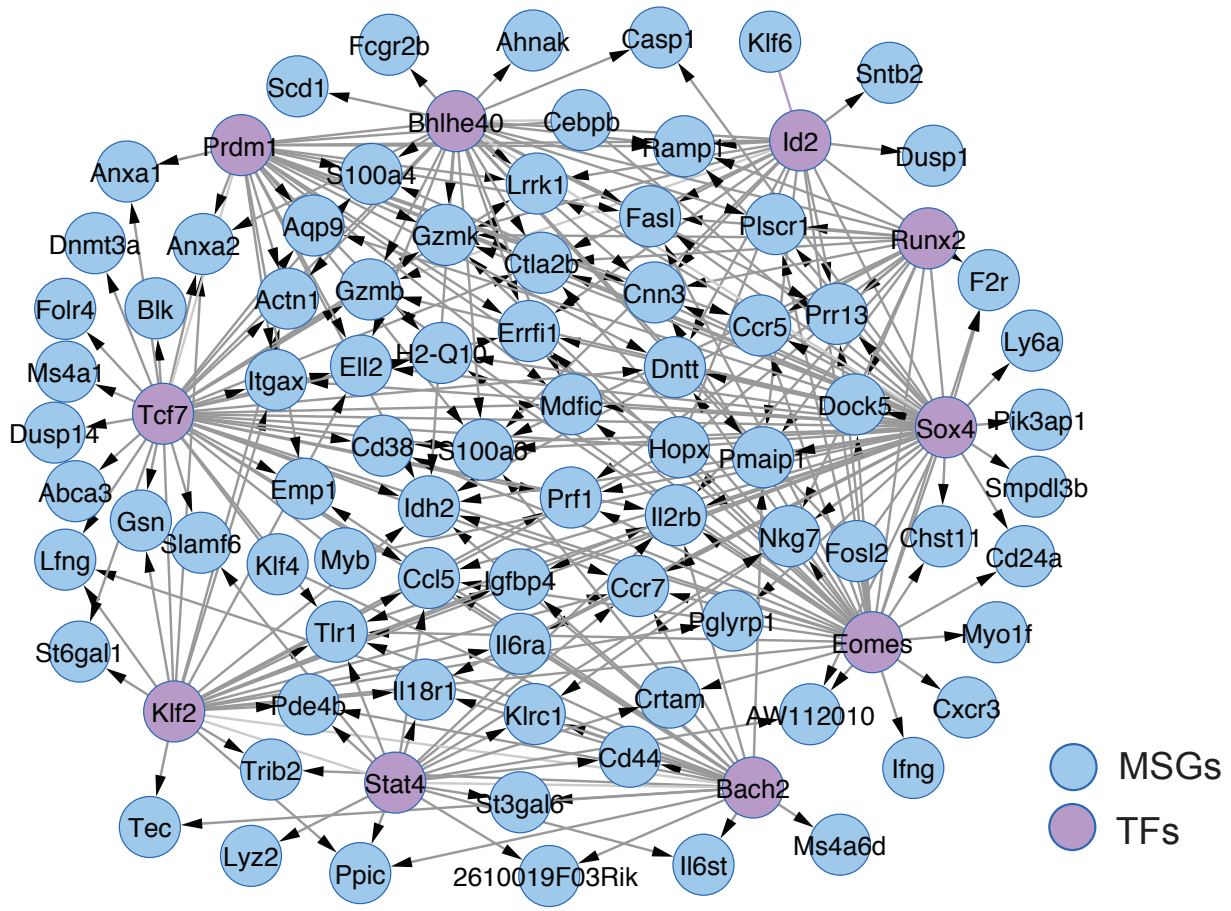 Fcgr2b
Ahnak
Casp1
Klf6
Sntb2
Scd1
Bhlhe40
Cebpb
Id2
Prdm1
Ramp1
Dusp1
Anxa1
S100a4
Lrrk1
Fasl
Plscr1
Runx2
Dnmt3a
Anxa2
Aqp9
Gzmk
Ctla2b
F2r
Folr4
Blk
Actn1
Gzmb
Cnn3
Ccr5
Prr13
Errfi1
Ly6a
Ms4a1
Itgax
Ell2
H2-Q10
Dntt
Tcf7
Mdfic
Dock5
Sox4
Pik3ap1
Dusp14
Cd38
S100a6
Hopx
Pmaip1
Abca3
Emp1
Idh2
Prf1
Smpdl3b
Gsn
Slamf6
Il2rb
Nkg7
Fosl2
Chst11
Cd24a
Lfng
Klf4
Myb
Ccl5
Igfbp4
Ccr7
Pglyrp1
St6gal1
Tlr1
Il6ra
Eomes
Myo1f
Klf2
Pde4b
Il18r1
Klrc1
Crtam
AW112010
Cxcr3
Trib2
Stat4
Cd44
Bach2
Ifng
MSGs
Tec
St3gal6
TFs
Lyz2
Ppic
2610019F03Rik
Il6st
Ms4a6d